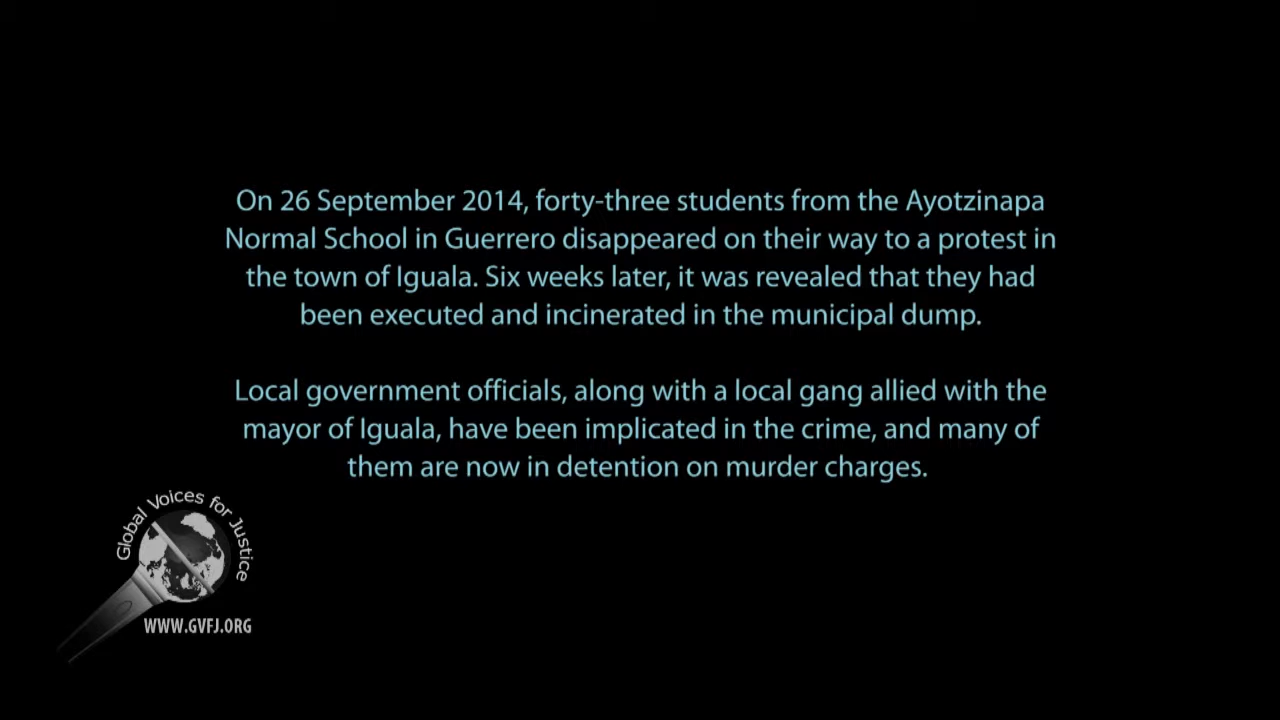 On 26 September 2014, forty-three students from the Ayotzinapa
Normal School in Guerrero disappeared on their way to a protest in
the town of Iguala. Six weeks later, it was revealed that they had
been executed and incinerated in the municipal dump.
Local government officials, along with a local gang allied with the
mayor of Iguala, have been implicated in the crime, and many of
them are now in detention on murder charges.
Global Voices for Justice
WWW.GVFJ.ORG